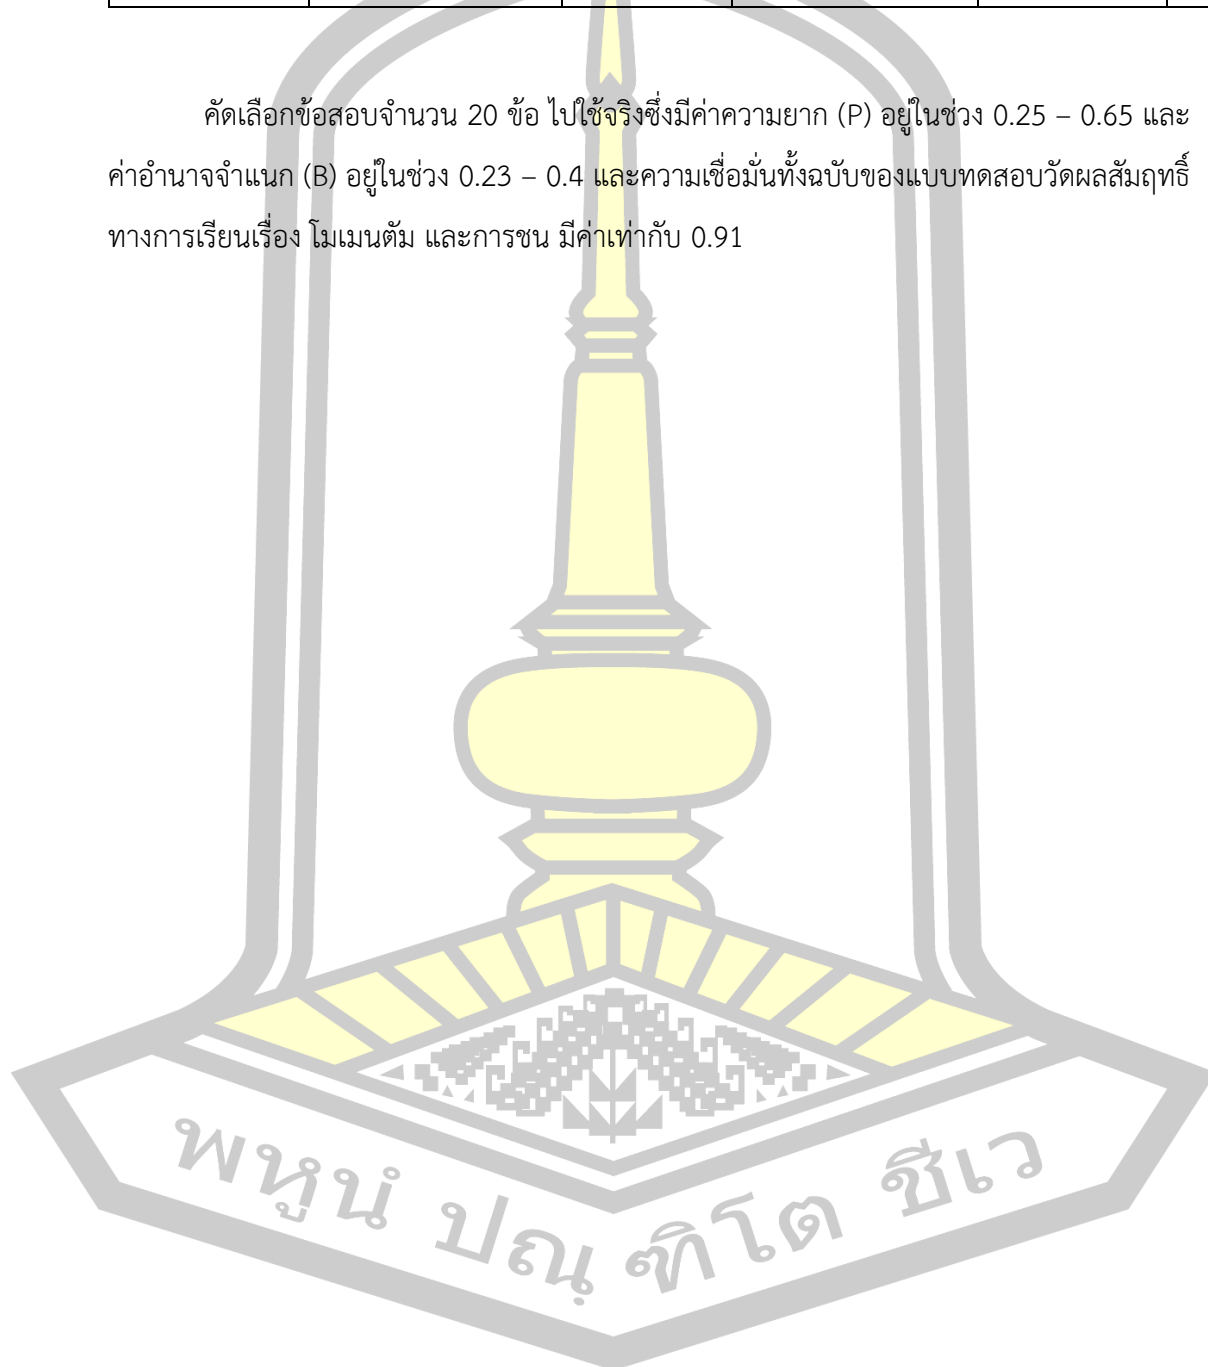 คัดเลือกข้อสอบจำนวน 20 ข้อ ไปใช้จริงซึ่งมีค่าความยาก (P) อยู่ในช่วง 0.25 – 0.65 และ
ค่าอำนาจจำแนก (B) อยู่ในช่วง 0.23 – 0.4 และความเชื่อมั่นทั้งฉบับของแบบทดสอบวัดผลสัมฤทธิ์
ทางการเรียนเรื่อง โมเมนตัม และการชน มีค่าเท่ากับ 0.91
พหูนํ ปณฺฑิโต ชีเว